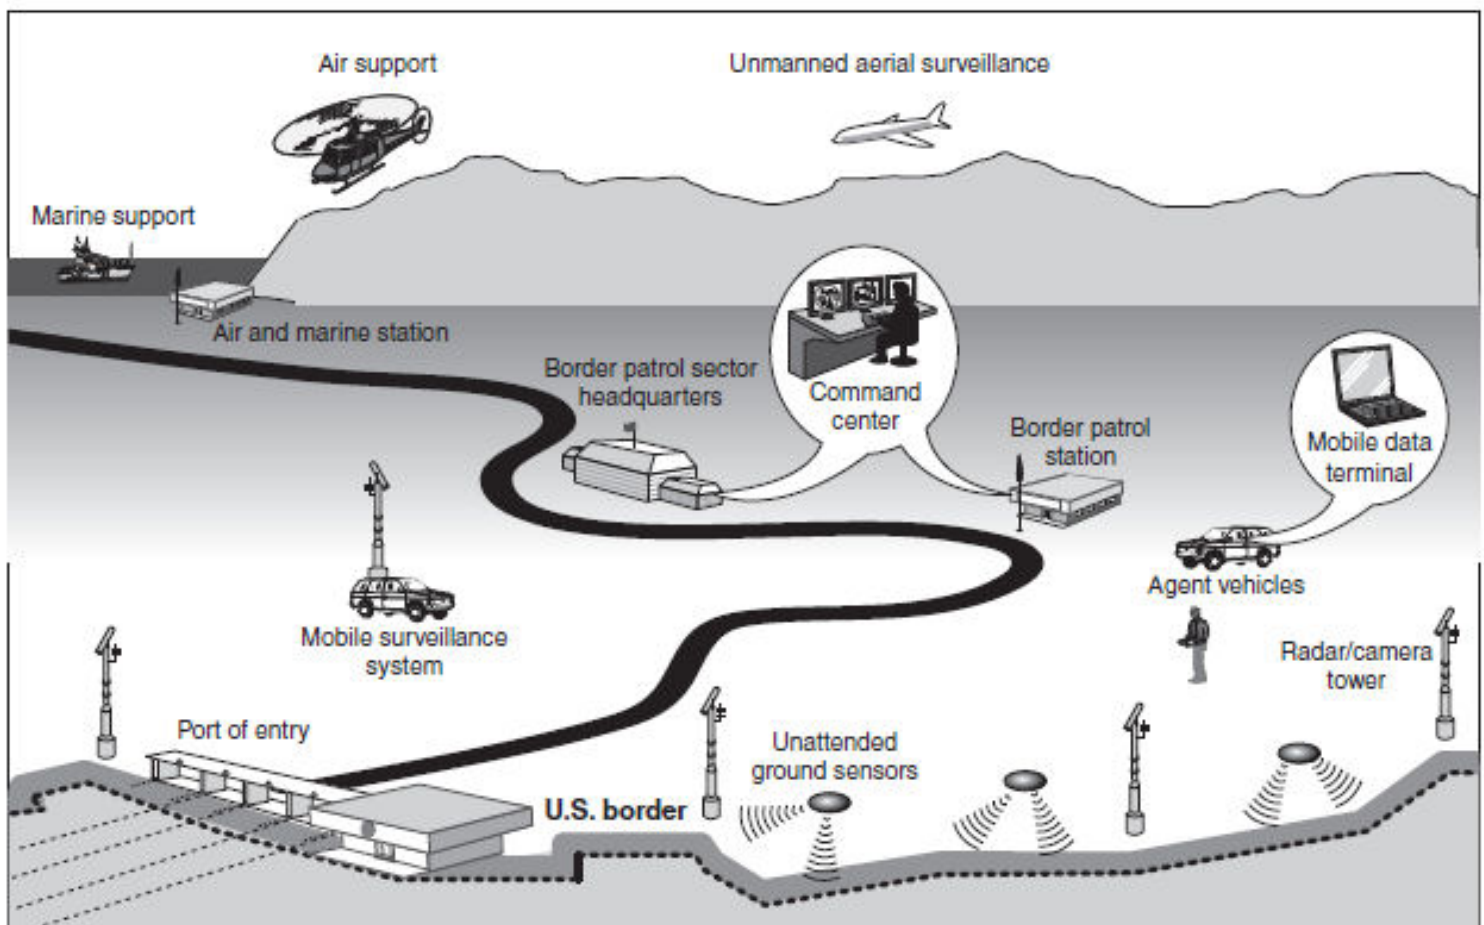 Air support
Unmanned aerial surveillance
Marine support
Air and marine station
Border patrol sector
headquarters
Command
center
Border patrol
station
Mobile data
terminal
Agent vehicles
Mobile surveillance
system
Radar/camera
tower
Port of entry
Unattended
ground sensors
U.S. border